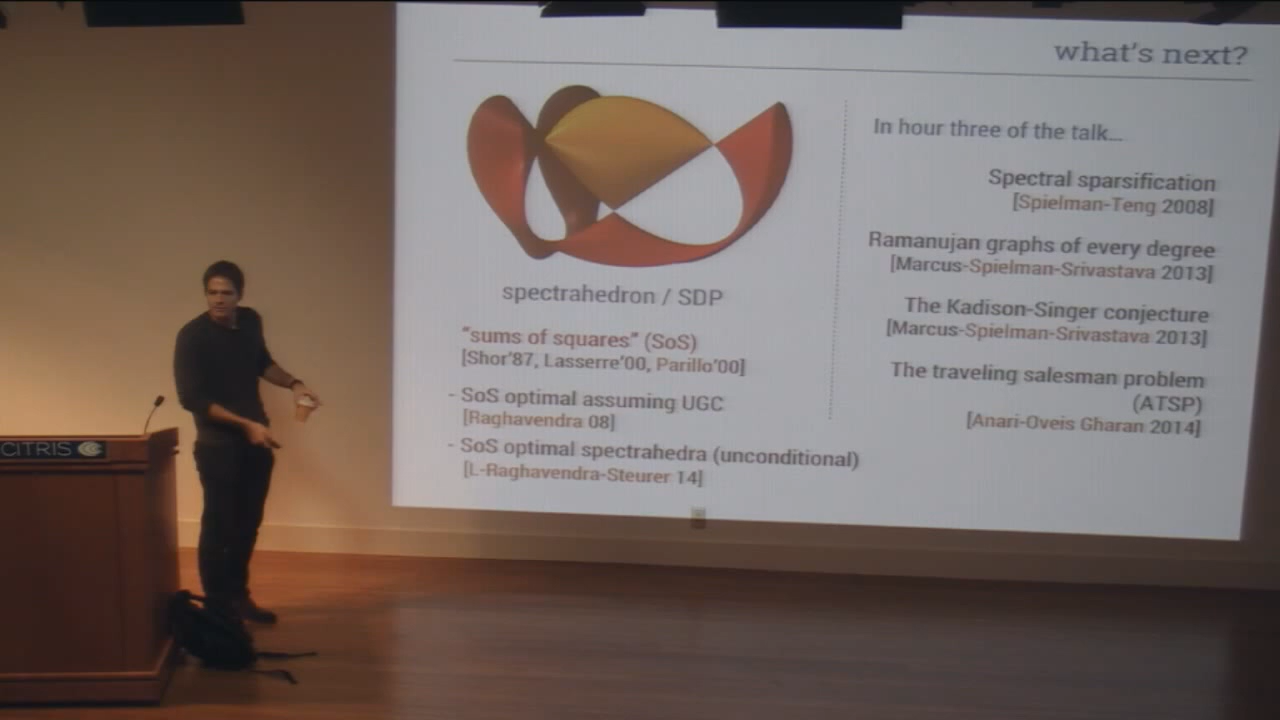 what's next?
spectrahedron / SDP
"sums of squares" (SoS)
[Shor'87, Lasserre'00, Parillo'00]
- SoS optimal assuming UGC
[Raghavendra 08]
- SoS optimal spectrahedra (unconditional)
[L-Raghavendra-Steurer 14]
In hour three of the talk...
Spectral sparsification
[Spielman-Teng 2008]
Ramanujan graphs of every degree
[Marcus-Spielman-Srivastava 2013]
The Kadison-Singer conjecture
[Marcus-Spielman-Srivastava 2013]
The traveling salesman problem
(ATSP)
[Anari-Oveis Gharan 2014]
CITRIS